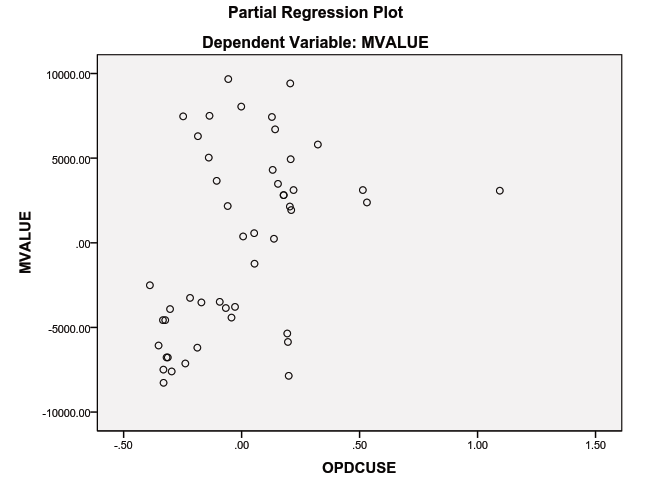 Partial Regression Plot
Dependent Variable: MVALUE
10000.00
5000.00
.00
-5000.00
-10000.00
MVALUE
-.50 .00 .50 1.00 1.50
OPDCUSE